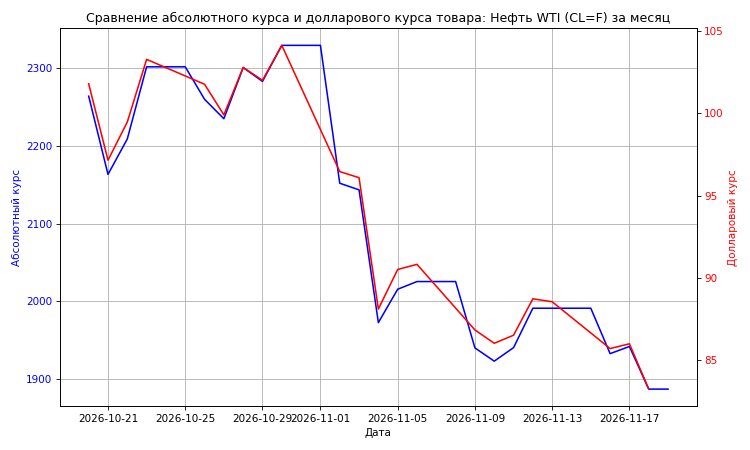 Сравнение абсолютного курса и долларового курса товара: Нефть WTI (CL=F) за месяц
105
2300
100
2200
95
Абсолютный курс
Долларовый курс
2100
90
2000
85
1900
2026-10-21 2026-10-25 2026-10-29 2026-11-01 2026-11-05 2026-11-09 2026-11-13 2026-11-17
Дата